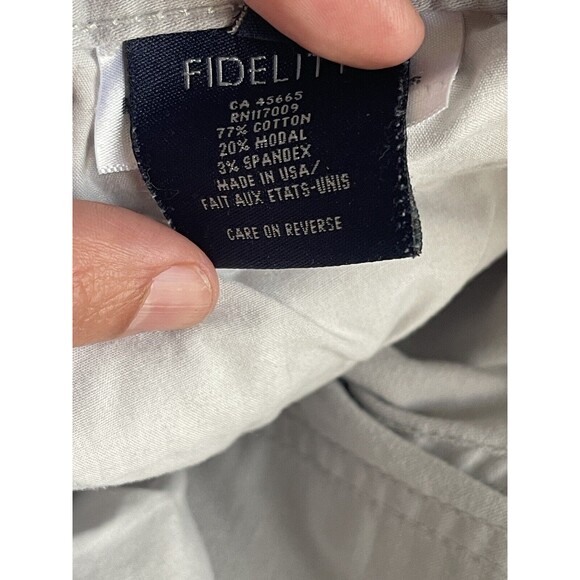 FIDELITY
CA 45665
RN117009
77% COTTON
20% MODAL
3% SPANDEX
MADE IN USA/
FAIT AUX ETATS-UNIS
CARE ON REVERSE